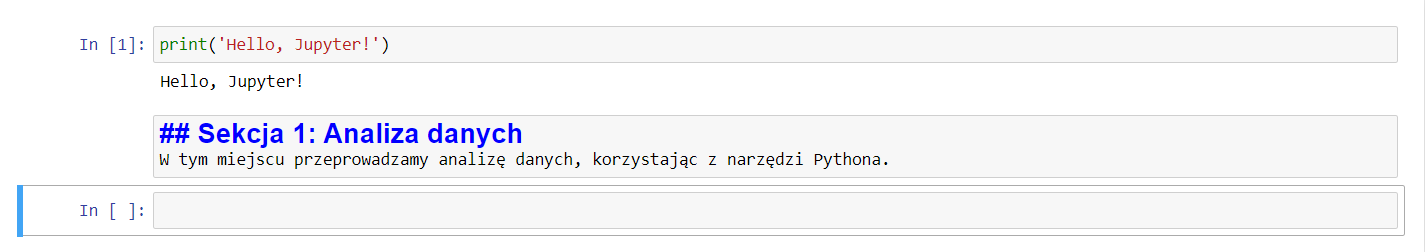 In [1]: print('Hello, Jupyter!')
Hello, Jupyter!
## Sekcja 1: Analiza danych
W tym miejscu przeprowadzamy analizę danych, korzystając z narzędzi Pythona.
In [ ]: